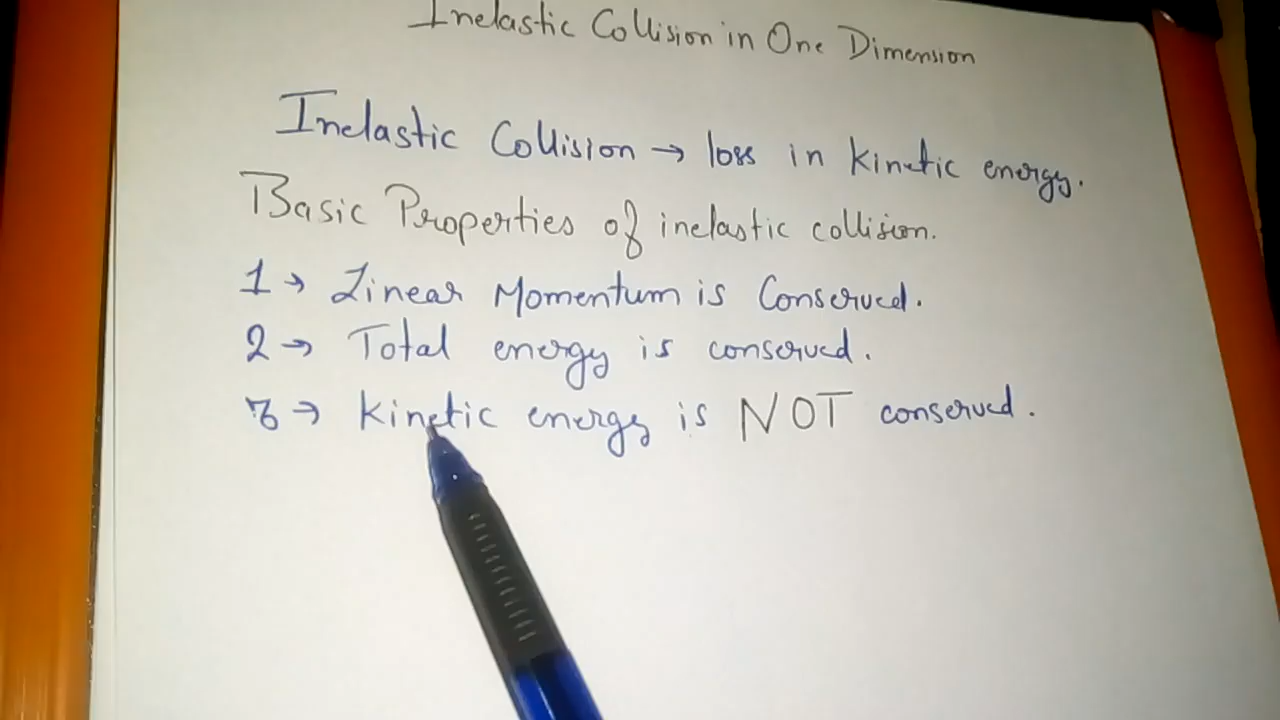 Inelastic Collision in One Dimension
Inelastic Collision → loss in kinetic energy.
Basic Properties of inelastic collision.
1 → Linear Momentum is Conserved.
2 → Total energy is conserved.
3 → Kinetic energy is NOT conserved.